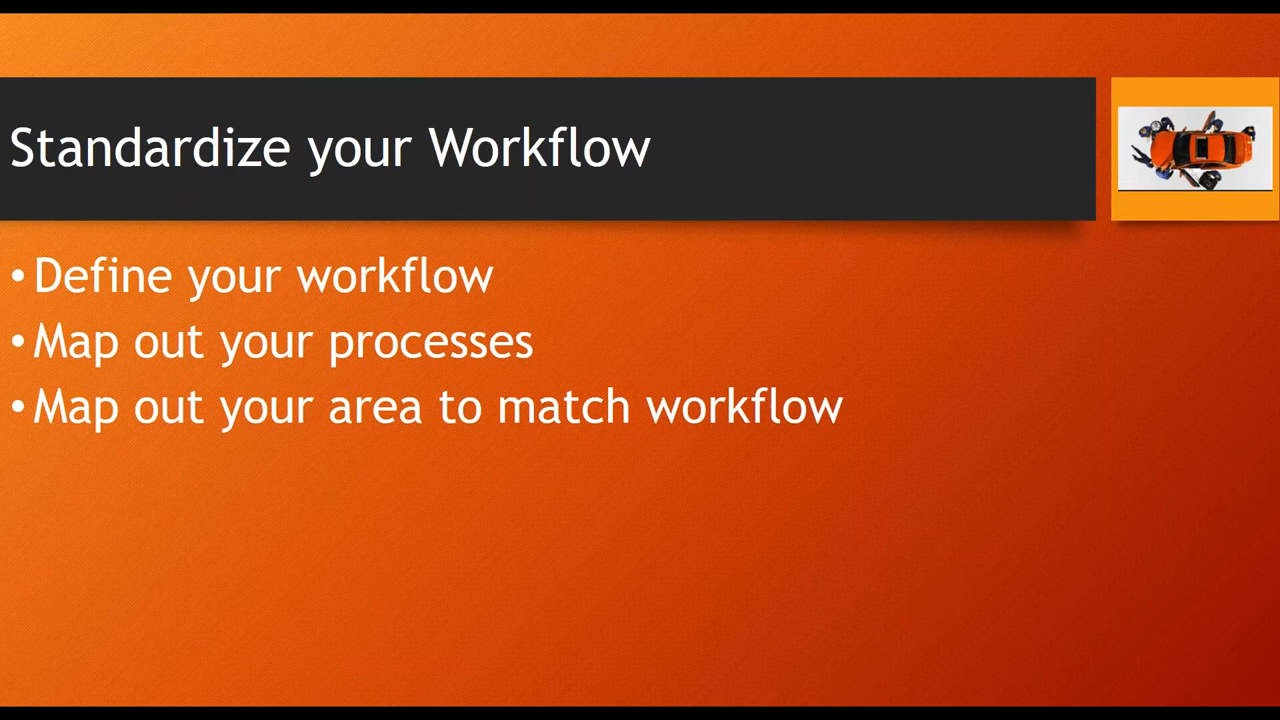 Standardize your Workflow
• Define your workflow
• Map out your processes
• Map out your area to match workflow